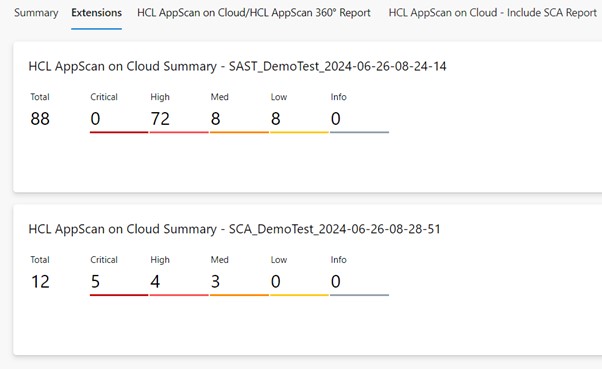 Summary Extensions HCL AppScan on Cloud/HCL AppScan 360° Report HCL AppScan on Cloud - Include SCA Report
HCL AppScan on Cloud Summary - SAST_DemoTest_2024-06-26-08-24-14
Total Critical High Med Low Info
88 0 72 8 8 0
HCL AppScan on Cloud Summary - SCA_DemoTest_2024-06-26-08-28-51
Total Critical High Med Low Info
12 5 4 3 0 0